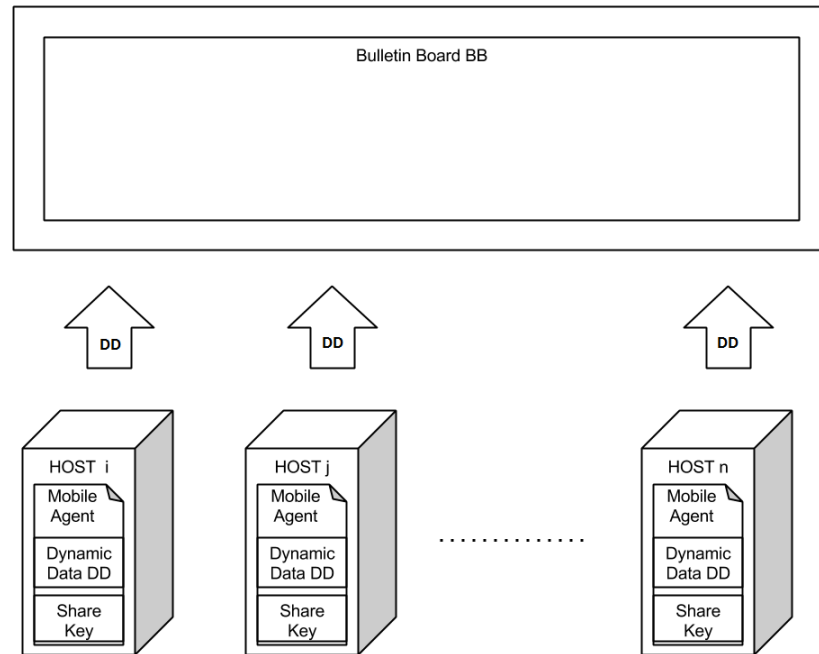 Bulletin Board BB
DD
DD
DD
HOST i
Mobile
Agent
Dynamic
Data DD
Share
Key
HOST j
Mobile
Agent
Dynamic
Data DD
Share
Key
..............
HOST n
Mobile
Agent
Dynamic
Data DD
Share
Key